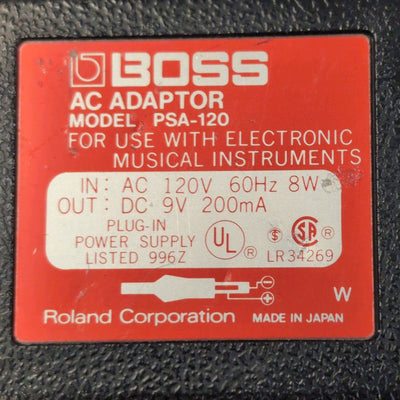 BOSS
AC ADAPTOR
MODEL PSA-120
FOR USE WITH ELECTRONIC
MUSICAL INSTRUMENTS
IN: AC 120V 60Hz 8W
OUT: DC 9V 200mA
PLUG-IN
POWER SUPPLY
LISTED 996Z
UL
SA
LR34269
W
Roland Corporation MADE IN JAPAN